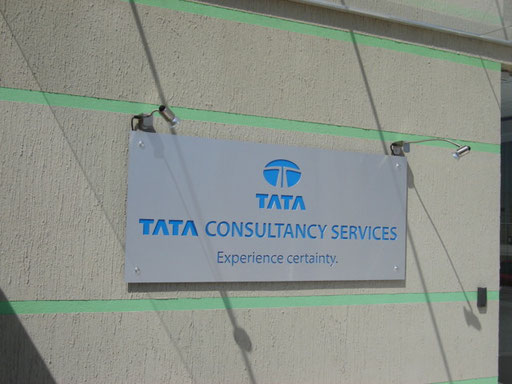 TATA
TATA CONSULTANCY SERVICES
Experience certainty.